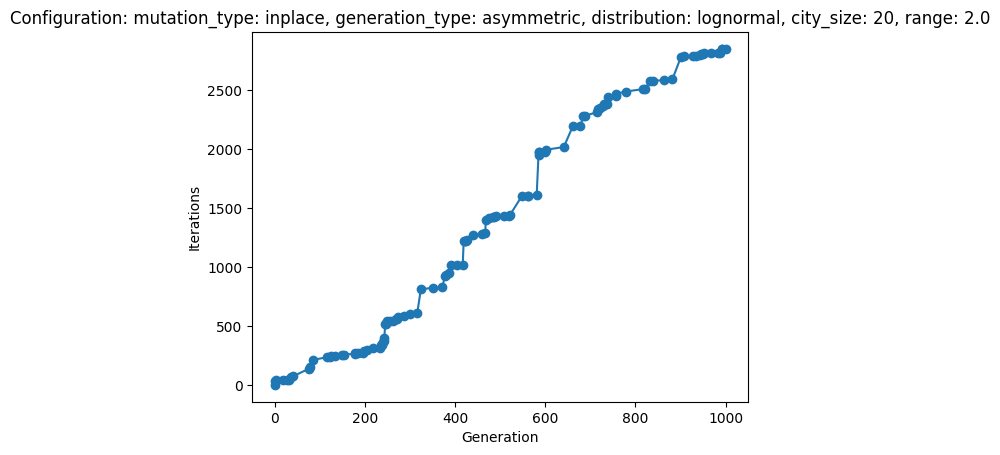 Configuration: mutation_type: inplace, generation_type: asymmetric, distribution: lognormal, city_size: 20, range: 2.0
2500
2000
1500
1000
500
0
Iterations
0 200 400 600 800 1000
Generation